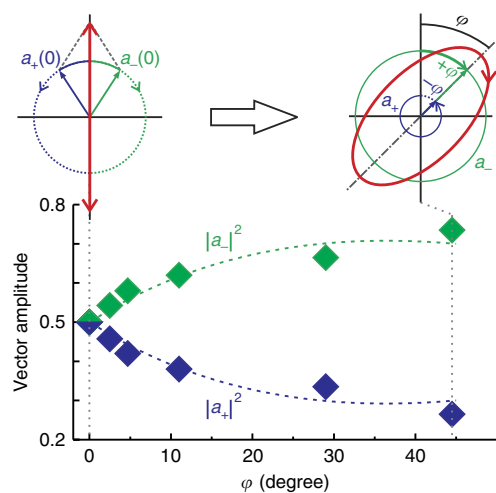 φ
a₊(0) a₋(0)
+φ
−φ
a₊
a₋
0.8
|a₋|²
0.5
|a₊|²
0.2
Vector amplitude
0 10 20 30 40
φ (degree)